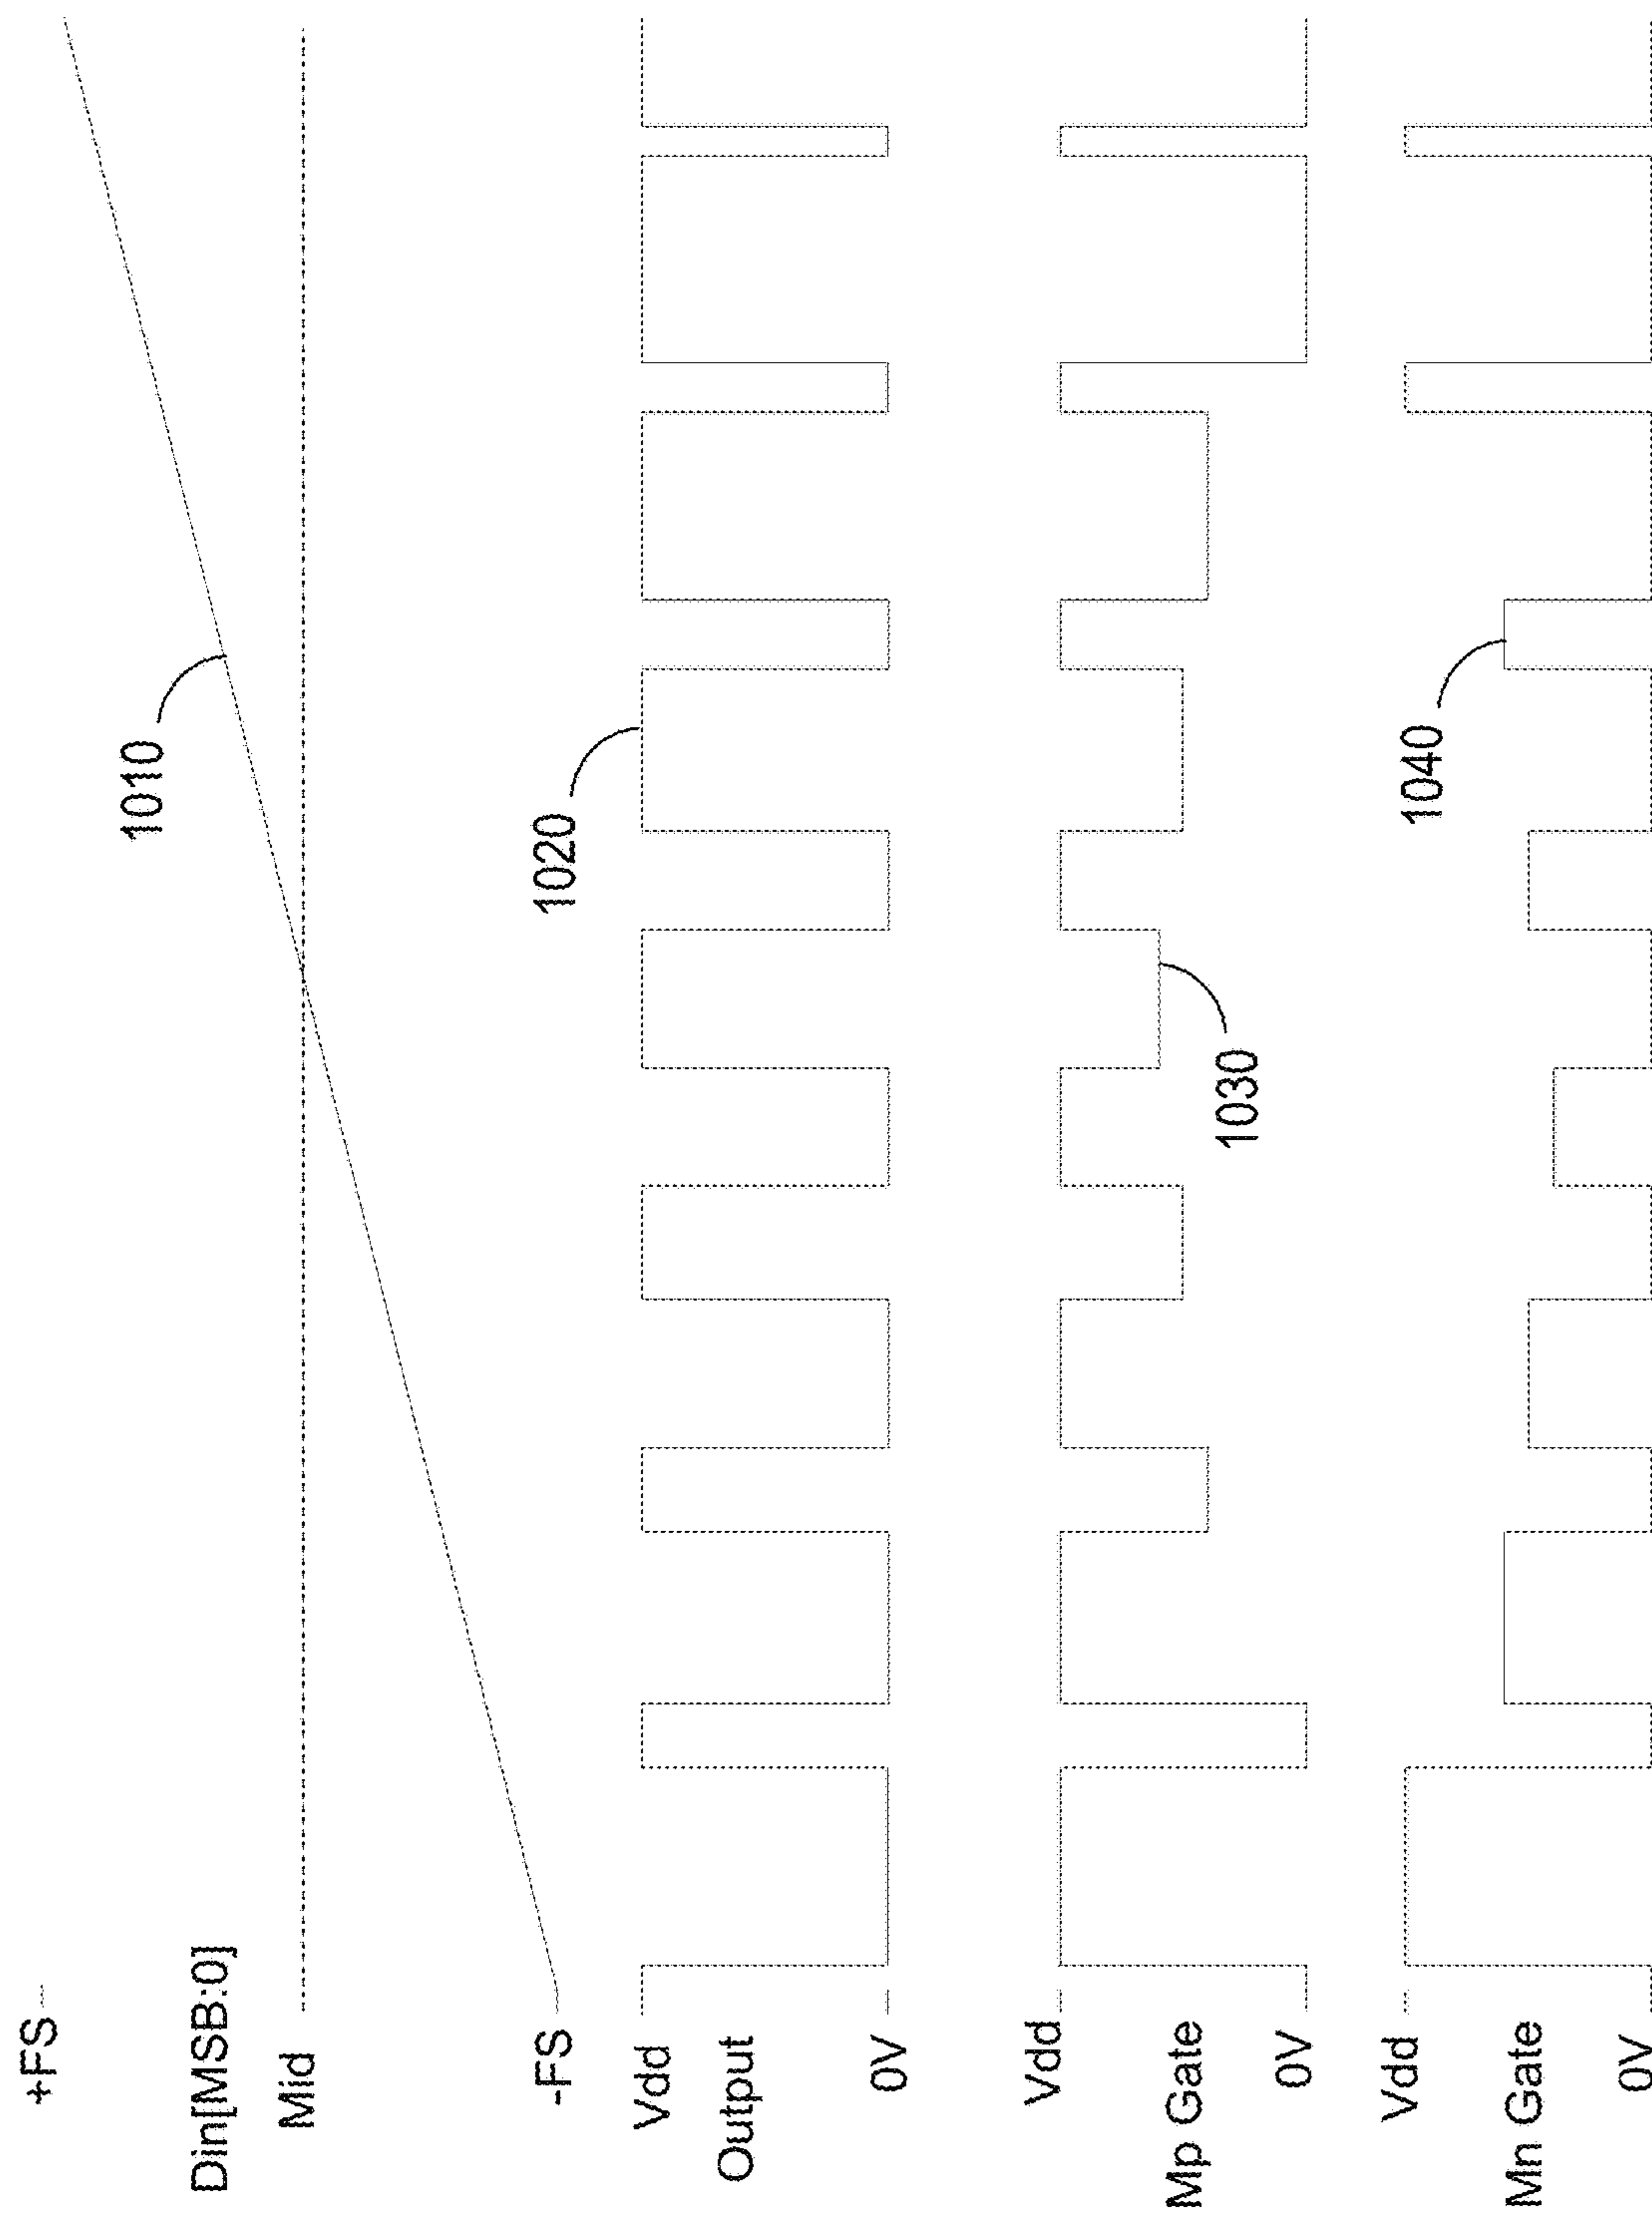 +FS
Din[MSB:0]
Mid
-FS
1010
Vdd
Output
0V
1020
Vdd
Mp Gate
0V
1030
Vdd
Mn Gate
0V
1040